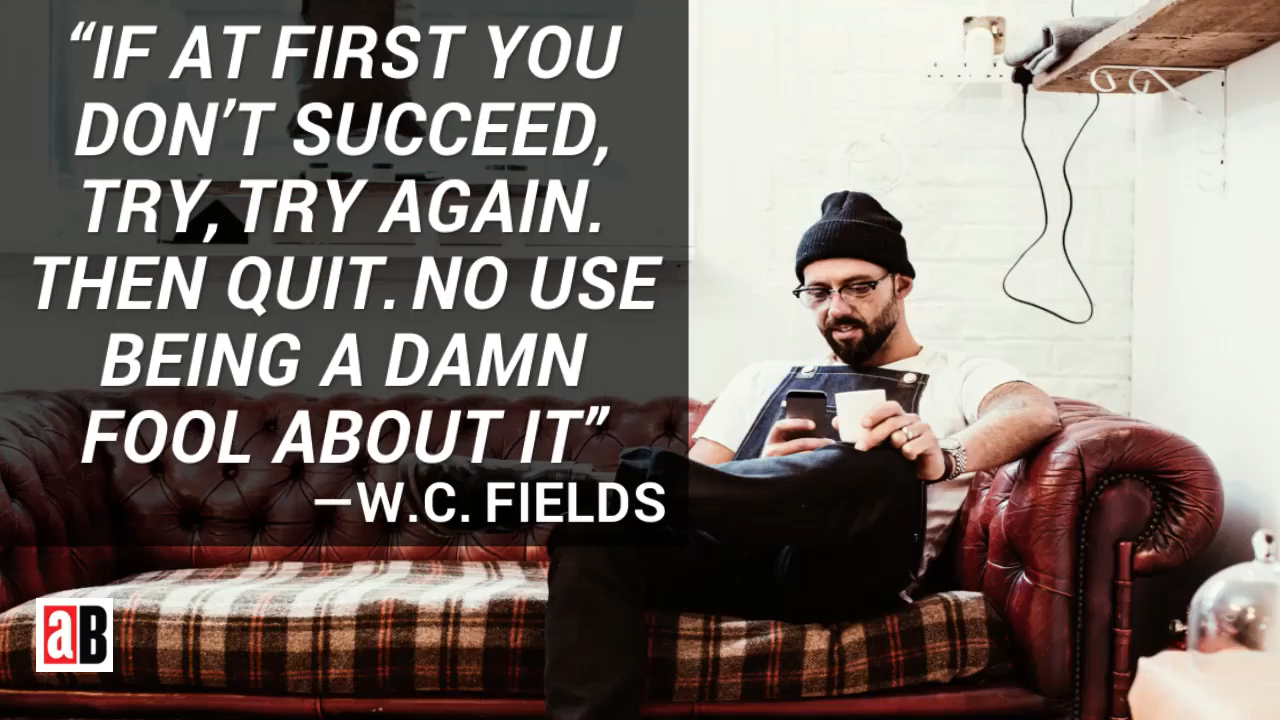 “IF AT FIRST YOU
DON’T SUCCEED,
TRY, TRY AGAIN.
THEN QUIT. NO USE
BEING A DAMN
FOOL ABOUT IT”
—W.C. FIELDS
aB